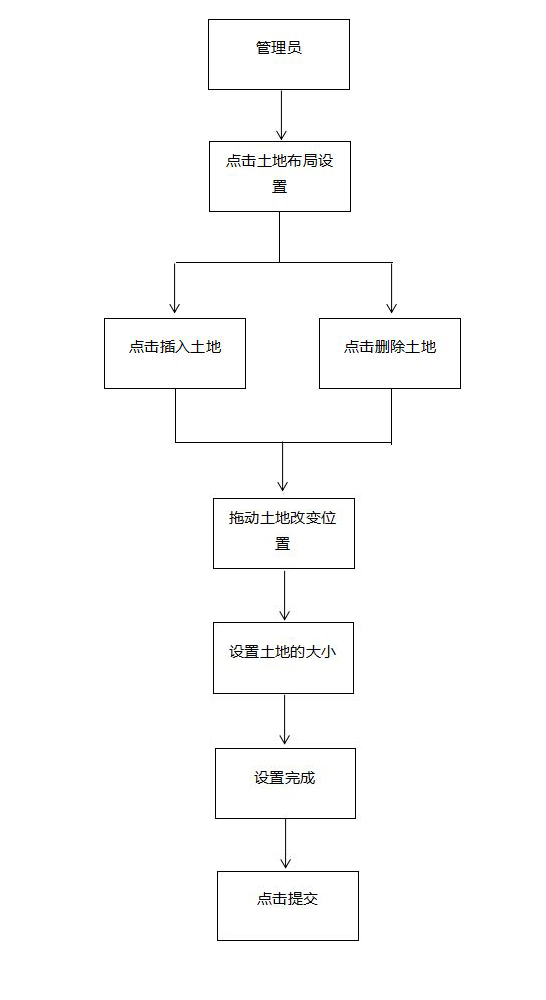 管理员
点击土地布局设
置
点击插入土地
点击删除土地
拖动土地改变位
置
设置土地的大小
设置完成
点击提交